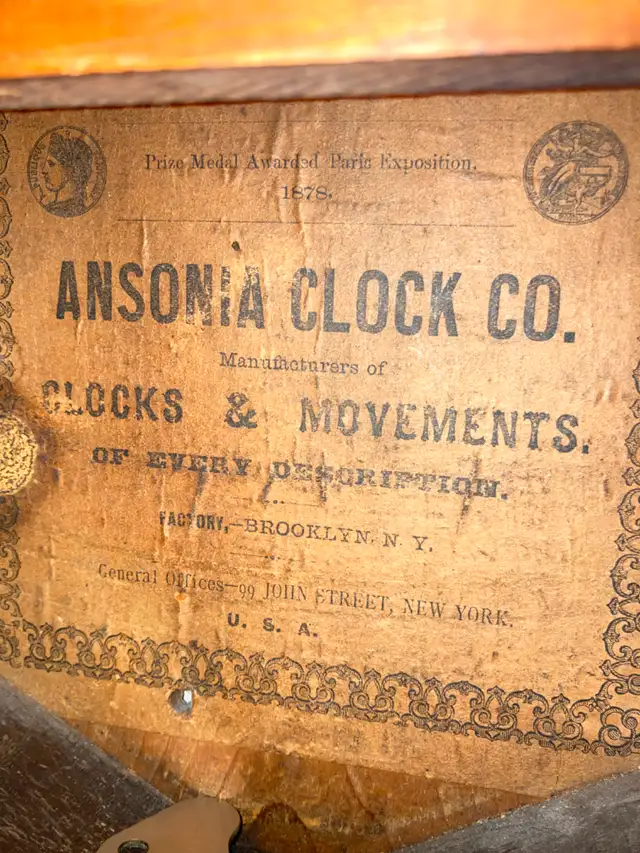 Prize Medal Awarded Paris Exposition.
1878.
ANSONIA CLOCK CO.
Manufacturers of
CLOCKS & MOVEMENTS.
OF EVERY DESCRIPTION.
FACTORY,—BROOKLYN, N. Y.
General Offices—99 JOHN STREET, NEW YORK.
U. S. A.